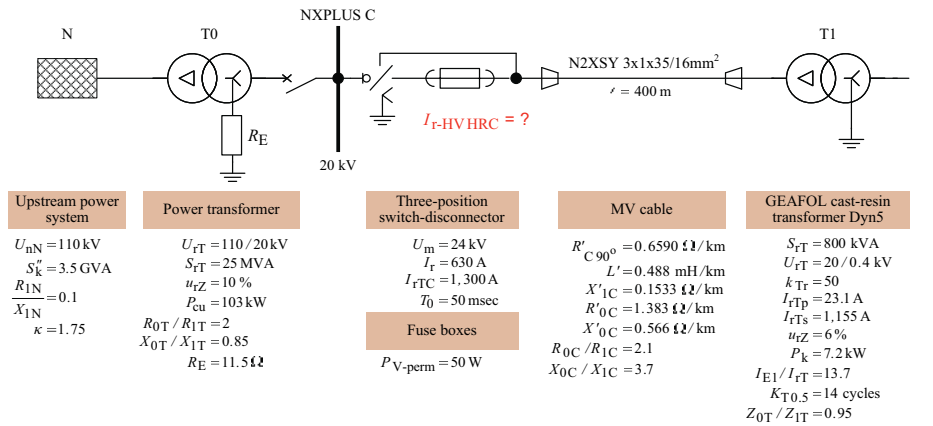 NXPLUS C
N
T0
T1
N2XSY 3x1x35/16mm²
ℓ = 400 m
I r-HV HRC = ?
R_E
20 kV
Upstream power
system
U_nN = 110 kV
S″_k = 3.5 GVA
R_1N / X_1N = 0.1
κ = 1.75
Power transformer
U_rT = 110/20 kV
S_rT = 25 MVA
u_rZ = 10 %
P_cu = 103 kW
R_0T / R_1T = 2
X_0T / X_1T = 0.85
R_E = 11.5 Ω
Three-position
switch-disconnector
U_m = 24 kV
I_r = 630 A
I_rTC = 1,300 A
T_0 = 50 msec
Fuse boxes
P_V-perm = 50 W
MV cable
R′_C 90° = 0.6590 Ω/km
L′ = 0.488 mH/km
X′_1C = 0.1533 Ω/km
R′_0C = 1.383 Ω/km
X′_0C = 0.566 Ω/km
R_0C / R_1C = 2.1
X_0C / X_1C = 3.7
GEAFOL cast-resin
transformer Dyn5
S_rT = 800 kVA
U_rT = 20/0.4 kV
k_Tr = 50
I_rTp = 23.1 A
I_rTs = 1,155 A
u_rZ = 6%
P_k = 7.2 kW
I_E1 / I_rT = 13.7
K_T0.5 = 14 cycles
Z_0T / Z_1T = 0.95